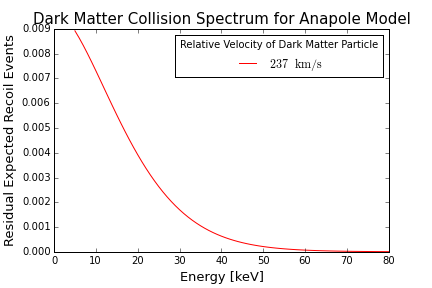 Dark Matter Collision Spectrum for Anapole Model
0.009
0.008
0.007
0.006
0.005
0.004
0.003
0.002
0.001
0.000
Residual Expected Recoil Events
Relative Velocity of Dark Matter Particle
237 km/s
0 10 20 30 40 50 60 70 80
Energy [keV]